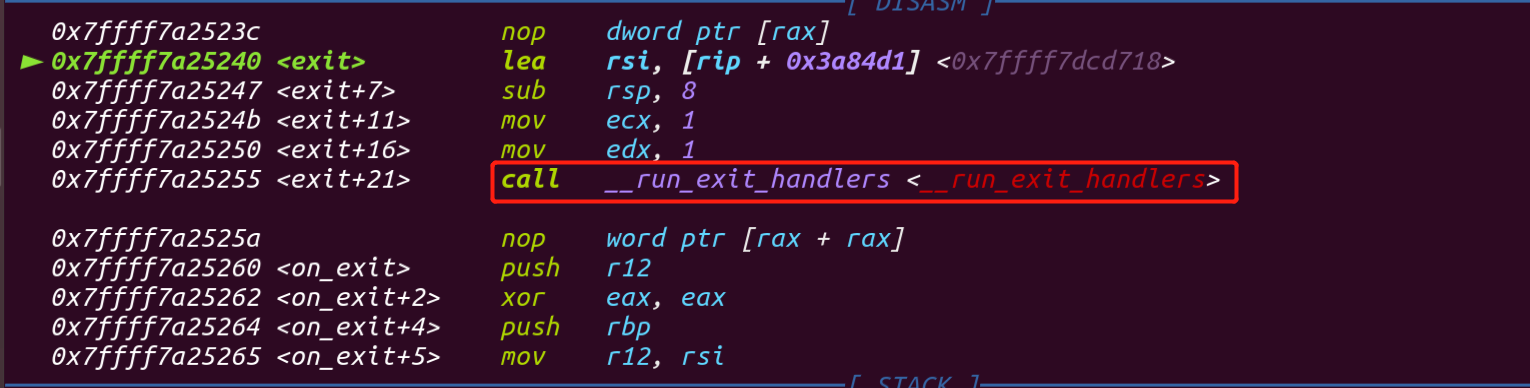 [ DISASM ]
0x7ffff7a2523c nop dword ptr [rax]
► 0x7ffff7a25240 <exit> lea rsi, [rip + 0x3a84d1] <0x7ffff7dcd718>
0x7ffff7a25247 <exit+7> sub rsp, 8
0x7ffff7a2524b <exit+11> mov ecx, 1
0x7ffff7a25250 <exit+16> mov edx, 1
0x7ffff7a25255 <exit+21> call __run_exit_handlers <__run_exit_handlers>
0x7ffff7a2525a nop word ptr [rax + rax]
0x7ffff7a25260 <on_exit> push r12
0x7ffff7a25262 <on_exit+2> xor eax, eax
0x7ffff7a25264 <on_exit+4> push rbp
0x7ffff7a25265 <on_exit+5> mov r12, rsi
[ STACK ]